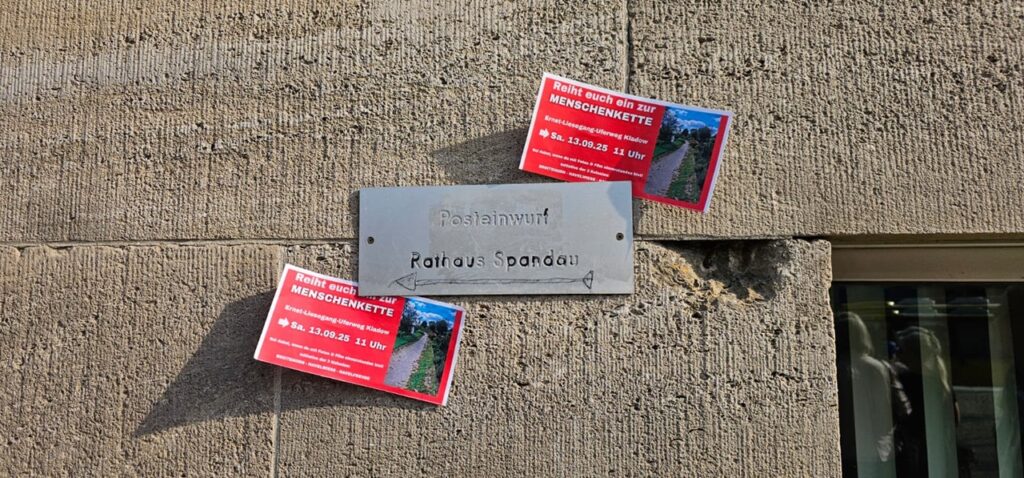 Reiht euch ein zur
MENSCHENKETTE
Ernst-Liesegang-Uferweg Kladow
Sa. 13.09.25 11 Uhr
Posteinwurf
Rathaus Spandau
Reiht euch ein zur
MENSCHENKETTE
Ernst-Liesegang-Uferweg Kladow
Sa. 13.09.25 11 Uhr